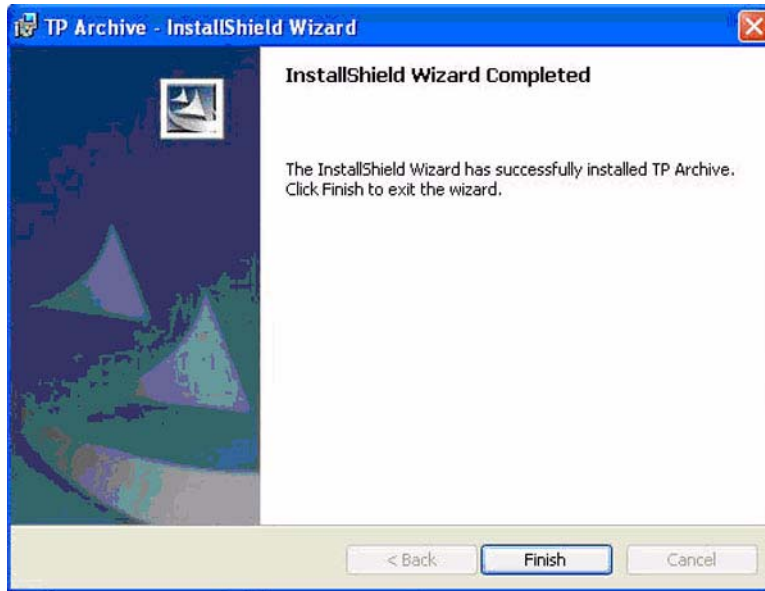 TP Archive - InstallShield Wizard
InstallShield Wizard Completed
The InstallShield Wizard has successfully installed TP Archive.
Click Finish to exit the wizard.
< Back
Finish
Cancel